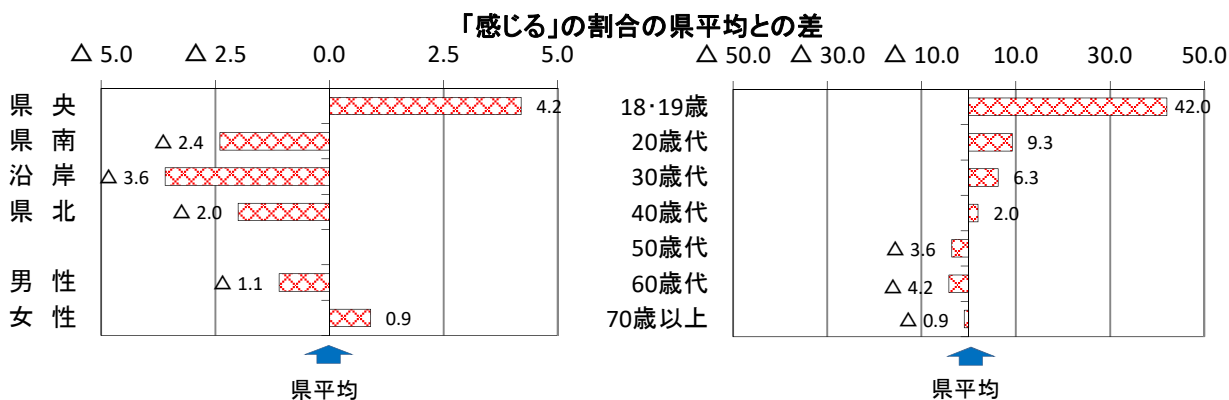 「感じる」の割合の県平均との差
△ 5.0 △ 2.5 0.0 2.5 5.0
県 央 4.2
県 南 △ 2.4
沿 岸 △ 3.6
県 北 △ 2.0
男 性 △ 1.1
女 性 0.9
県平均
△ 50.0 △ 30.0 △ 10.0 10.0 30.0 50.0
18・19歳 42.0
20歳代 9.3
30歳代 6.3
40歳代 2.0
50歳代 △ 3.6
60歳代 △ 4.2
70歳以上 △ 0.9
県平均